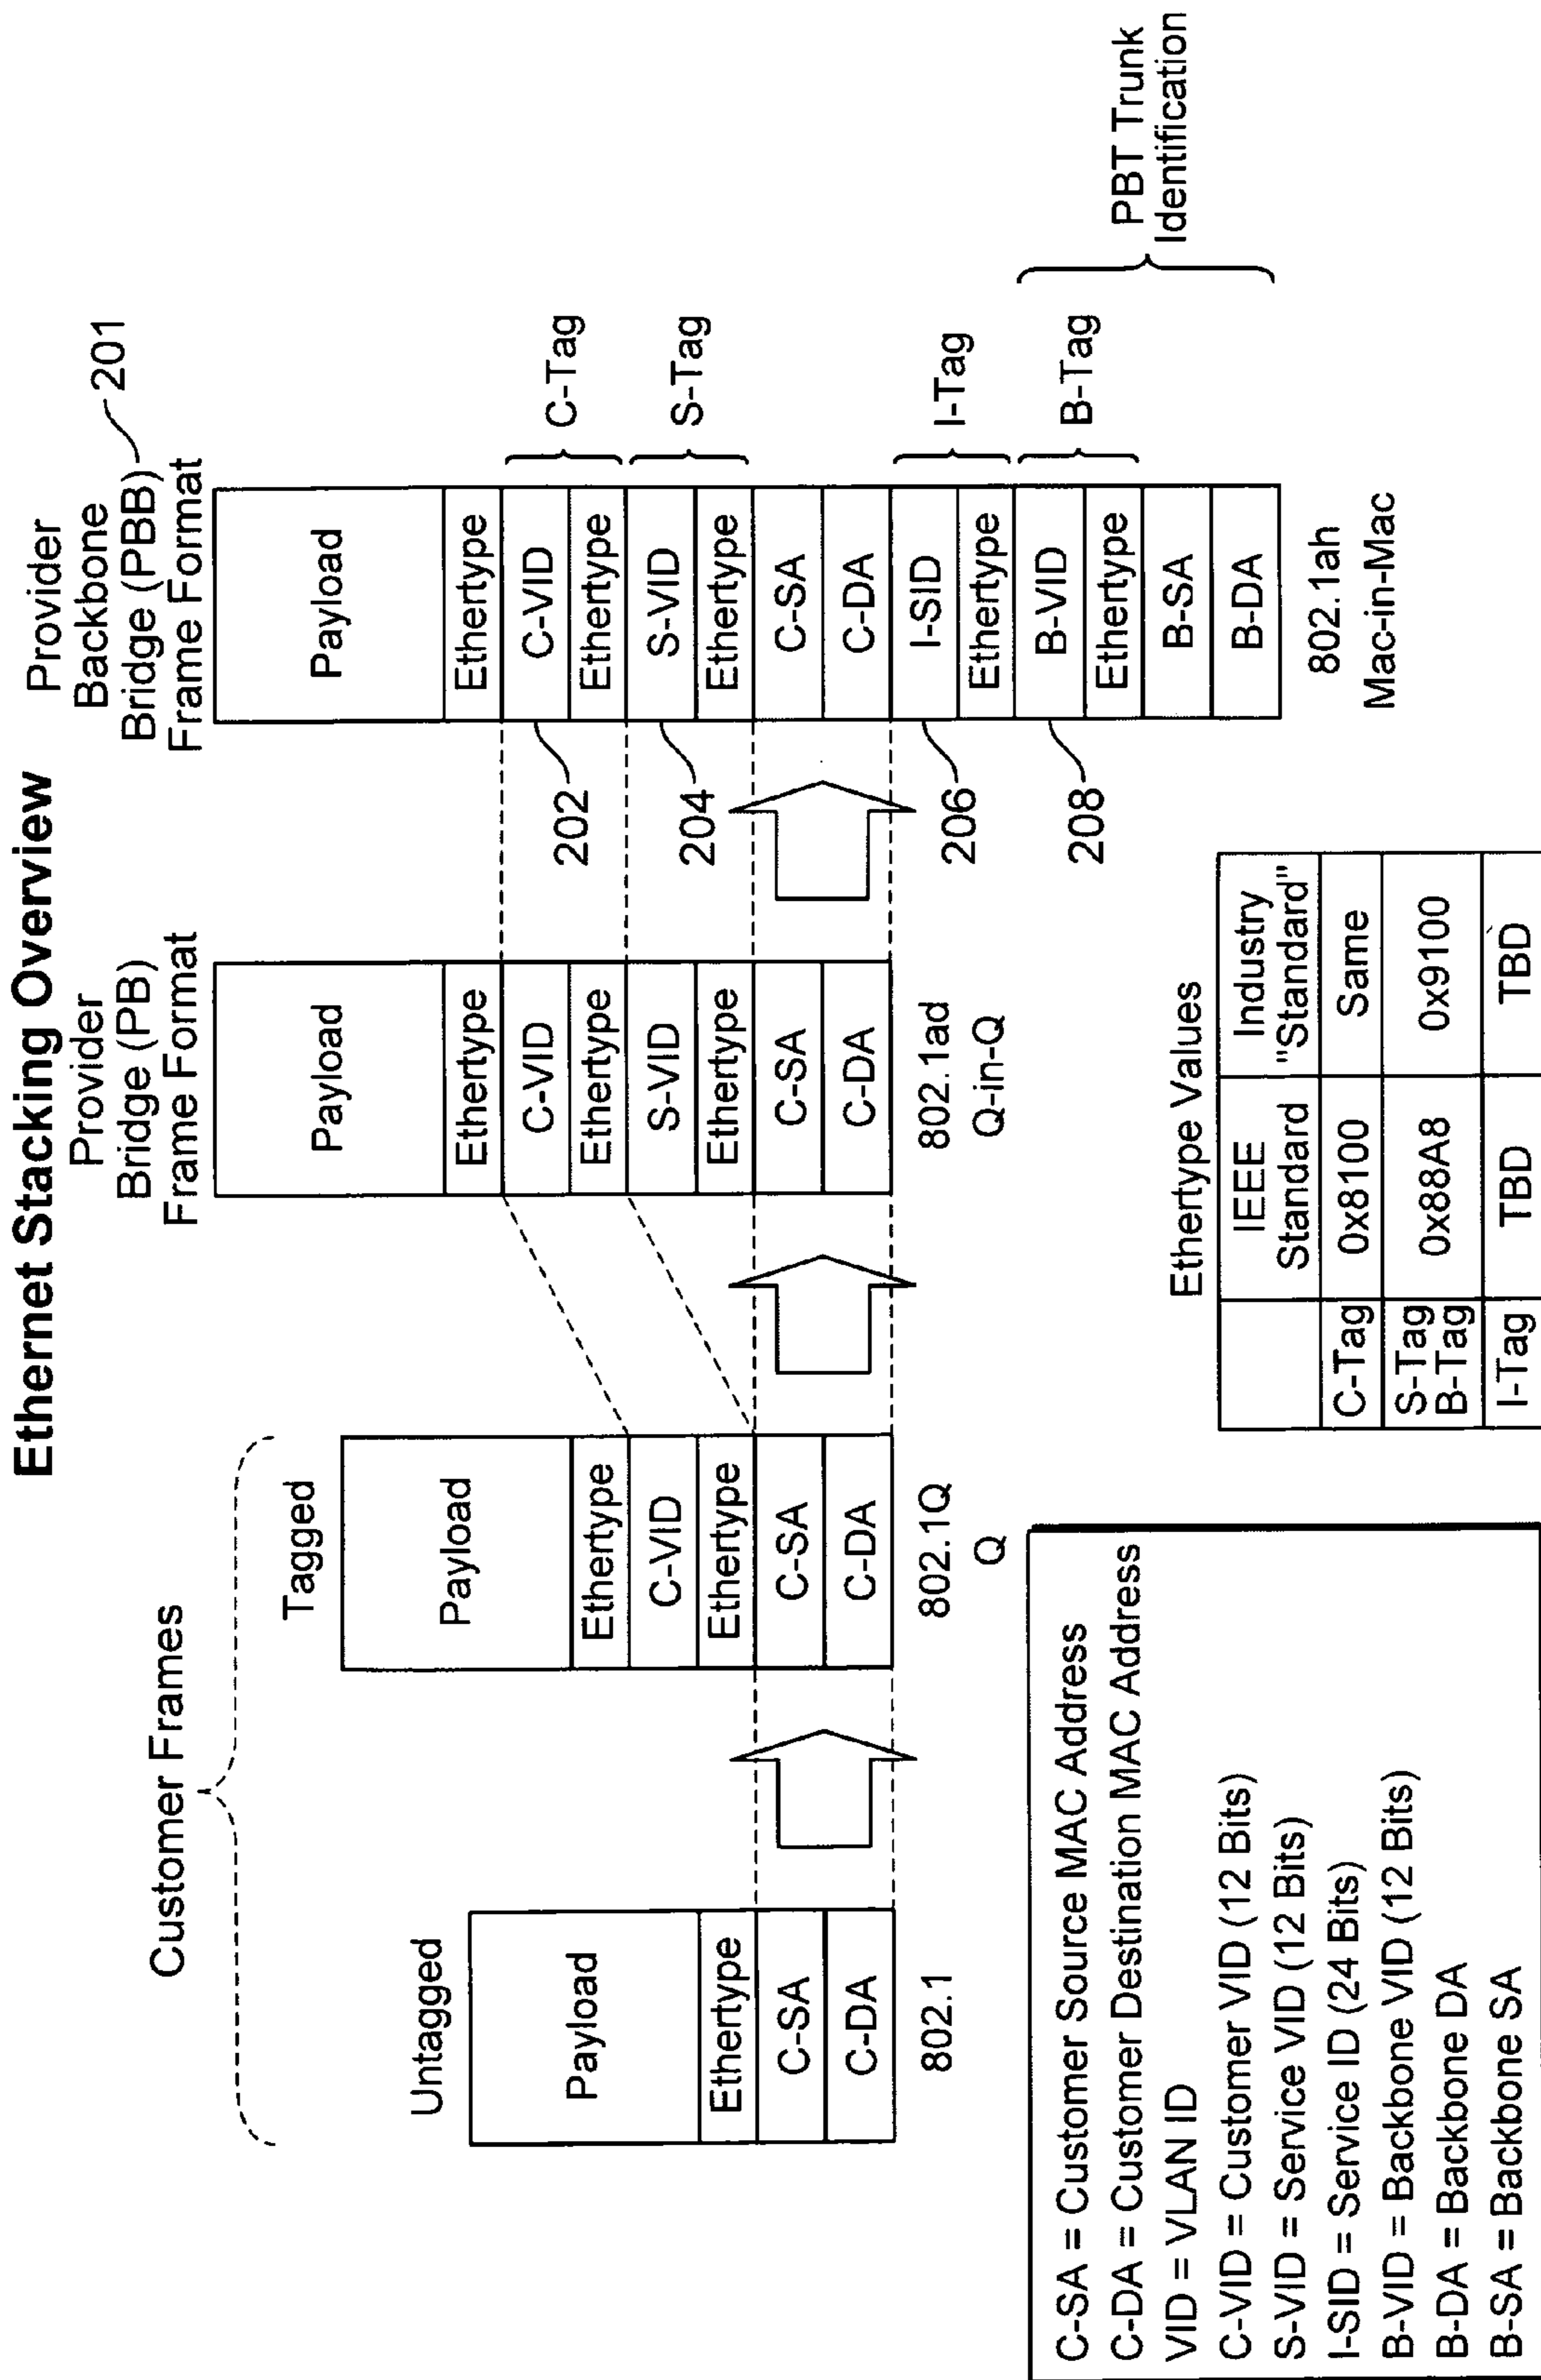 Ethernet Stacking Overview
Customer Frames
Untagged
Payload
Ethertype
C-SA
C-DA
802.1
Tagged
Payload
Ethertype
C-VID
Ethertype
C-SA
C-DA
802.1Q
Q
Provider
Bridge (PB)
Frame Format
Payload
Ethertype
C-VID
Ethertype
S-VID
Ethertype
C-SA
C-DA
802.1ad
Q-in-Q
Provider
Backbone
Bridge (PBB)
Frame Format
201
Payload
Ethertype
C-VID
Ethertype
S-VID
Ethertype
C-SA
C-DA
I-SID
Ethertype
B-VID
Ethertype
B-SA
B-DA
802.1ah
Mac-in-Mac
202
204
206
208
C-Tag
S-Tag
I-Tag
B-Tag
PBT Trunk
Identification
C-SA = Customer Source MAC Address
C-DA = Customer Destination MAC Address
VID = VLAN ID
C-VID = Customer VID (12 Bits)
S-VID = Service VID (12 Bits)
I-SID = Service ID (24 Bits)
B-VID = Backbone VID (12 Bits)
B-DA = Backbone DA
B-SA = Backbone SA
Ethertype Values
IEEE
Standard
Industry
"Standard"
C-Tag 0x8100 Same
S-Tag
B-Tag
0x88A8 0x9100
I-Tag TBD TBD